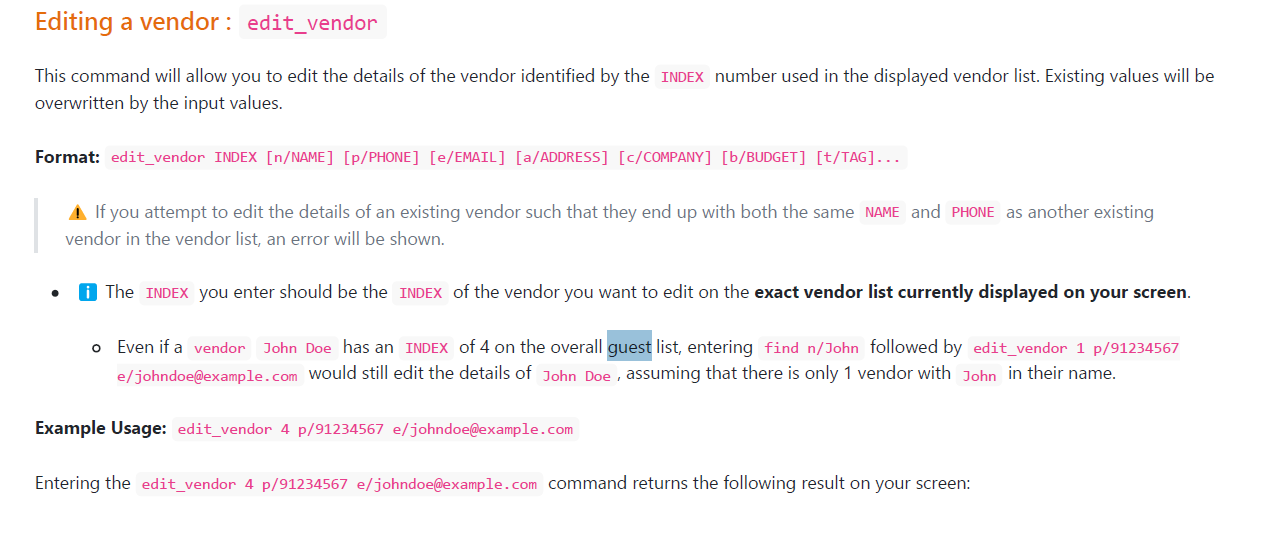 Editing a vendor : edit_vendor
This command will allow you to edit the details of the vendor identified by the INDEX number used in the displayed vendor list. Existing values will be
overwritten by the input values.
Format: edit_vendor INDEX [n/NAME] [p/PHONE] [e/EMAIL] [a/ADDRESS] [c/COMPANY] [b/BUDGET] [t/TAG]...
⚠️ If you attempt to edit the details of an existing vendor such that they end up with both the same NAME and PHONE as another existing
vendor in the vendor list, an error will be shown.
• ℹ️ The INDEX you enter should be the INDEX of the vendor you want to edit on the exact vendor list currently displayed on your screen.
◦ Even if a vendor John Doe has an INDEX of 4 on the overall guest list, entering find n/John followed by edit_vendor 1 p/91234567
e/johndoe@example.com would still edit the details of John Doe , assuming that there is only 1 vendor with John in their name.
Example Usage: edit_vendor 4 p/91234567 e/johndoe@example.com
Entering the edit_vendor 4 p/91234567 e/johndoe@example.com command returns the following result on your screen: